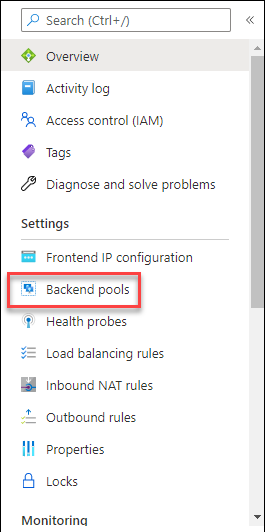 Search (Ctrl+/)
«
Overview
Activity log
Access control (IAM)
Tags
Diagnose and solve problems
Settings
Frontend IP configuration
Backend pools
Health probes
Load balancing rules
Inbound NAT rules
Outbound rules
Properties
Locks
Monitoring